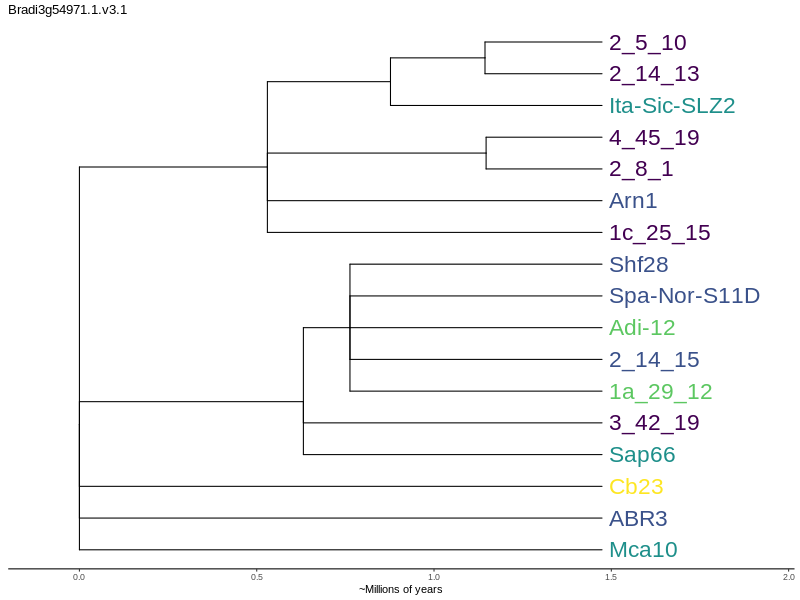 Bradi3g54971.1.v3.1
2_5_10
2_14_13
Ita-Sic-SLZ2
4_45_19
2_8_1
Arn1
1c_25_15
Shf28
Spa-Nor-S11D
Adi-12
2_14_15
1a_29_12
3_42_19
Sap66
Cb23
ABR3
Mca10
0.0 0.5 1.0 1.5 2.0
~Millions of years